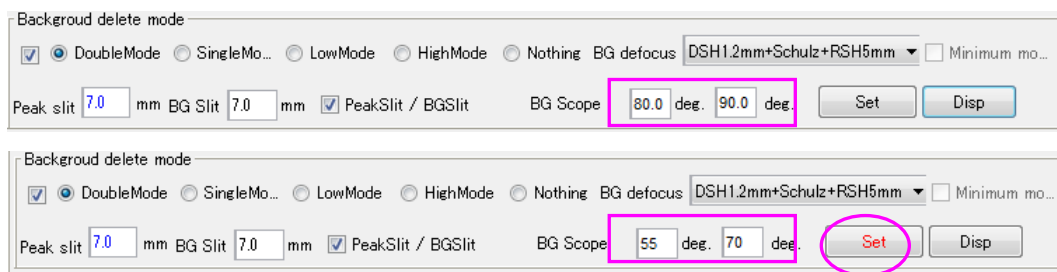 Backgroud delete mode
DoubleMode SingleMo... LowMode HighMode Nothing BG defocus DSH1.2mm+Schulz+RSH5mm Minimum mo...
Peak slit 7.0 mm BG Slit 7.0 mm PeakSlit / BGSlit BG Scope 80.0 deg. 90.0 deg. Set Disp
Backgroud delete mode
DoubleMode SingleMo... LowMode HighMode Nothing BG defocus DSH1.2mm+Schulz+RSH5mm Minimum mo...
Peak slit 7.0 mm BG Slit 7.0 mm PeakSlit / BGSlit BG Scope 55 deg. 70 deg. Set Disp